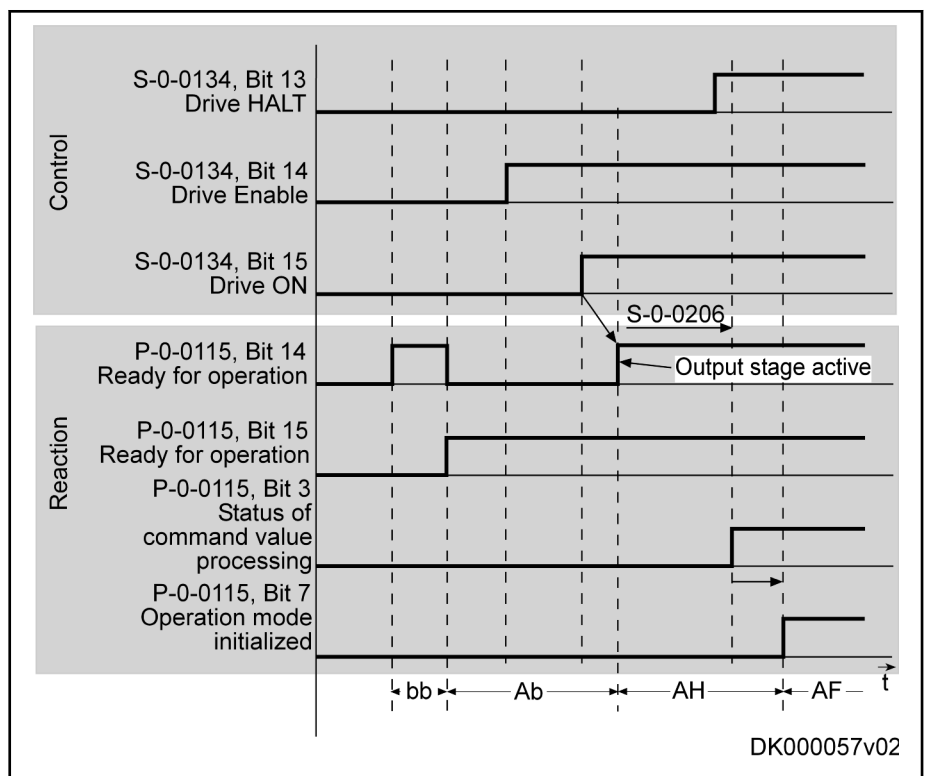 Control
S-0-0134, Bit 13
Drive HALT
S-0-0134, Bit 14
Drive Enable
S-0-0134, Bit 15
Drive ON
S-0-0206
Reaction
P-0-0115, Bit 14
Ready for operation
Output stage active
P-0-0115, Bit 15
Ready for operation
P-0-0115, Bit 3
Status of
command value
processing
P-0-0115, Bit 7
Operation mode
initialized
t
bb
Ab
AH
AF
DK000057v02